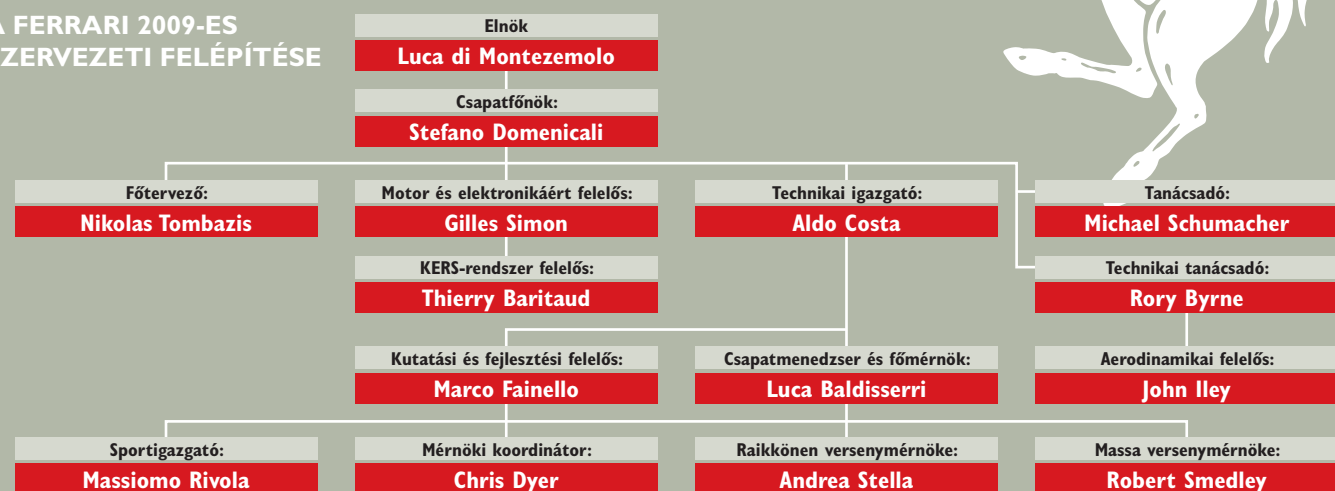 A FERRARI 2009-ES
ZERVEZETI FELÉPÍTÉSE
Elnök
Luca di Montezemolo
Csapatfőnök:
Stefano Domenicali
Főtervező:
Nikolas Tombazis
Motor és elektronikáért felelős:
Gilles Simon
Technikai igazgató:
Aldo Costa
Tanácsadó:
Michael Schumacher
KERS-rendszer felelős:
Thierry Baritaud
Technikai tanácsadó:
Rory Byrne
Kutatási és fejlesztési felelős:
Marco Fainello
Csapatmenedzser és főmérnök:
Luca Baldisserri
Aerodinamikai felelős:
John Iley
Sportigazgató:
Massiomo Rivola
Mérnöki koordinátor:
Chris Dyer
Raikkönen versenymérnöke:
Andrea Stella
Massa versenymérnöke:
Robert Smedley